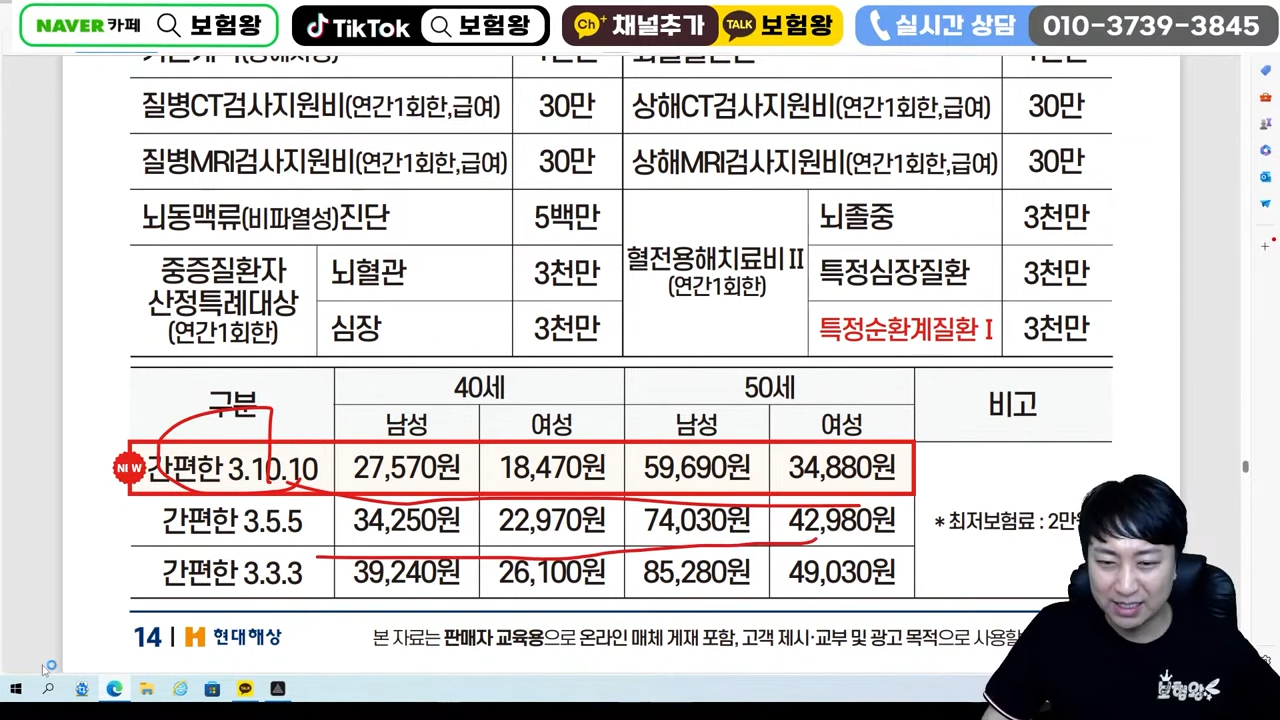 NAVER 카페 보험왕 TikTok 보험왕 Ch+ 채널추가 TALK 보험왕 실시간 상담 010-3739-3845
질병CT검사지원비(연간1회한,급여) 30만 상해CT검사지원비(연간1회한,급여) 30만
질병MRI검사지원비(연간1회한,급여) 30만 상해MRI검사지원비(연간1회한,급여) 30만
뇌동맥류(비파열성)진단 5백만 혈전용해치료비Ⅱ 뇌졸중 3천만
(연간1회한)
중증질환자 뇌혈관 3천만 특정심장질환 3천만
산정특례대상
(연간1회한) 심장 3천만 특정순환계질환Ⅰ 3천만
구분 40세 50세 비고
남성 여성 남성 여성
NEW 간편한 3.10.10 27,570원 18,470원 59,690원 34,880원
간편한 3.5.5 34,250원 22,970원 74,030원 42,980원 * 최저보험료 : 2만
간편한 3.3.3 39,240원 26,100원 85,280원 49,030원
14 | 현대해상 본 자료는 판매자 교육용으로 온라인 매체 게재 포함, 고객 제시·교부 및 광고 목적으로 사용할
TALK
보험왕